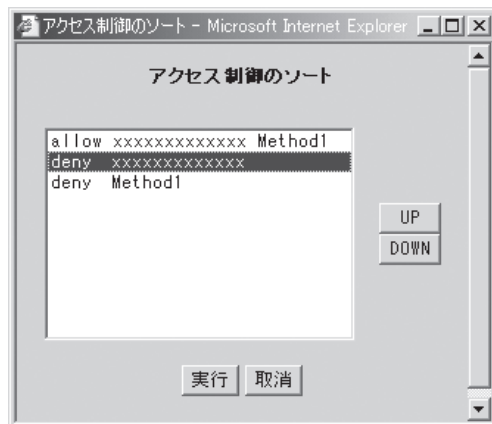 アクセス制御のソート - Microsoft Internet Explorer
アクセス制御のソート
allow xxxxxxxxxxxxx Method1
deny xxxxxxxxxxxxx
deny Method1
UP
DOWN
実行 取消